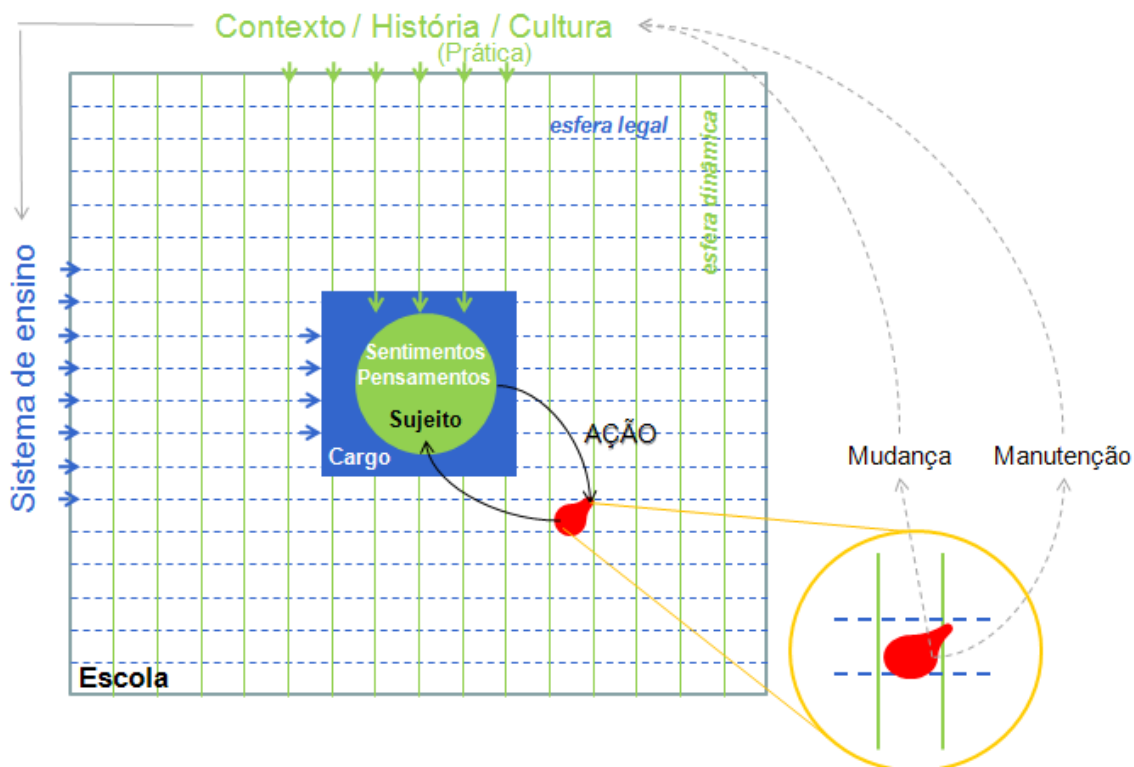 Contexto / História / Cultura
(Prática)
esfera legal
esfera dinâmica
Sistema de ensino
Sentimentos
Pensamentos
Sujeito
Cargo
AÇÃO
Mudança
Manutenção
Escola